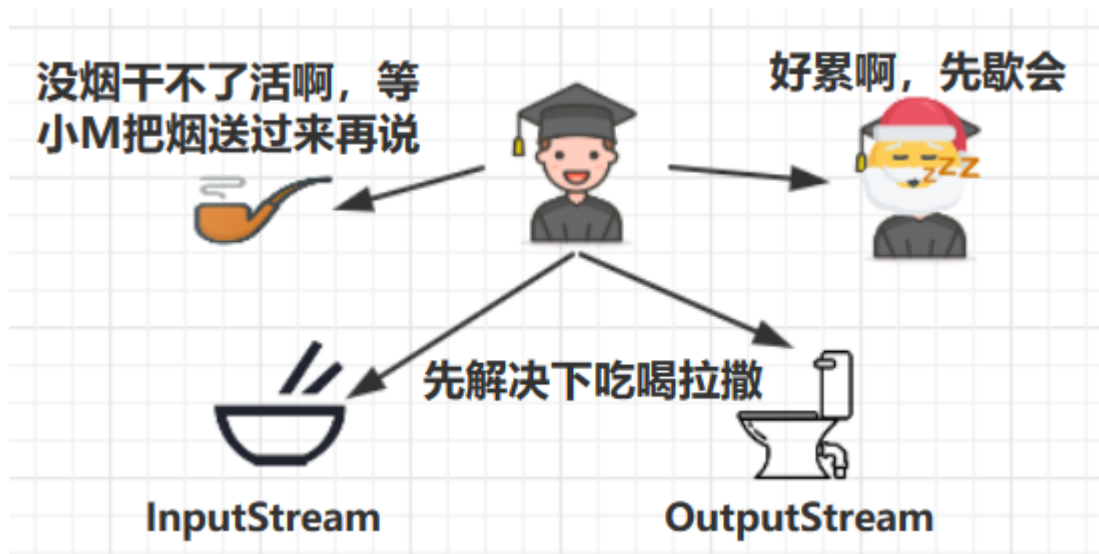 没烟干不了活啊，等
小M把烟送过来再说
好累啊，先歇会
zzZ
先解决下吃喝拉撒
InputStream
OutputStream